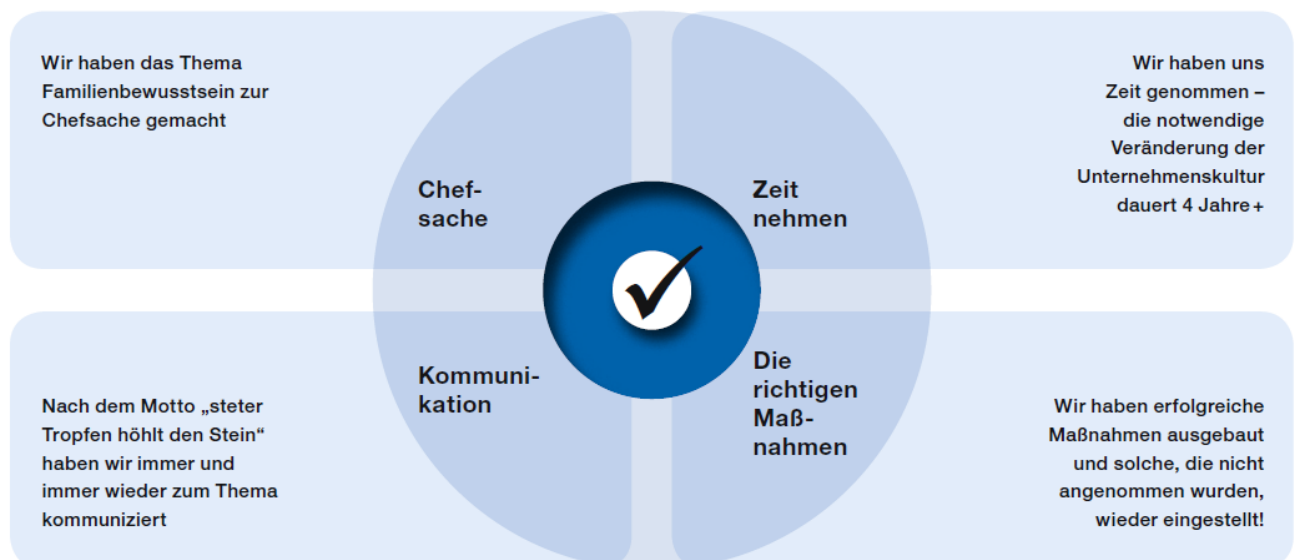 Wir haben das Thema
Familienbewusstsein zur
Chefsache gemacht
Chef-
sache
Zeit
nehmen
Wir haben uns
Zeit genommen –
die notwendige
Veränderung der
Unternehmenskultur
dauert 4 Jahre+
Kommuni-
kation
Nach dem Motto „steter
Tropfen höhlt den Stein“
haben wir immer und
immer wieder zum Thema
kommuniziert
Die
richtigen
Maß-
nahmen
Wir haben erfolgreiche
Maßnahmen ausgebaut
und solche, die nicht
angenommen wurden,
wieder eingestellt!